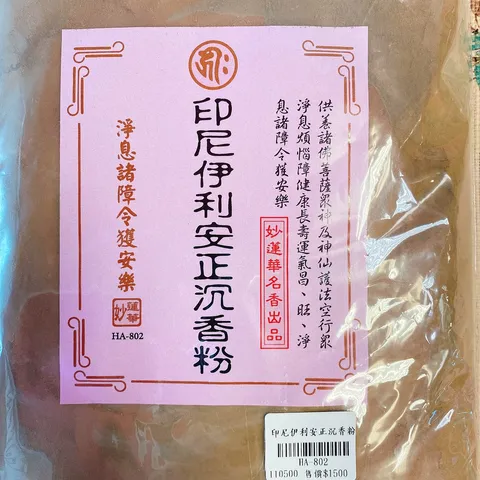 供養諸佛菩薩眾神及神仙護法空行眾
淨息煩惱障健康長壽運氣昌、旺、淨
息諸障令獲安樂
妙蓮華名香出品
印尼伊利安正沉香粉
淨息諸障令獲安樂
蓮華
妙
HA-802
印尼伊利安正沉香粉
HA-802
110500 售價$1500